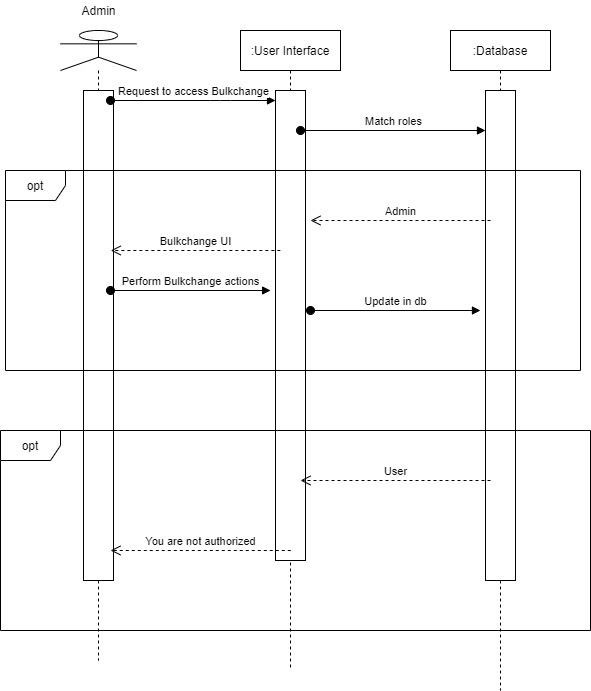 Admin
:User Interface
:Database
Request to access Bulkchange
Match roles
opt
Admin
Bulkchange UI
Perform Bulkchange actions
Update in db
opt
User
You are not authorized